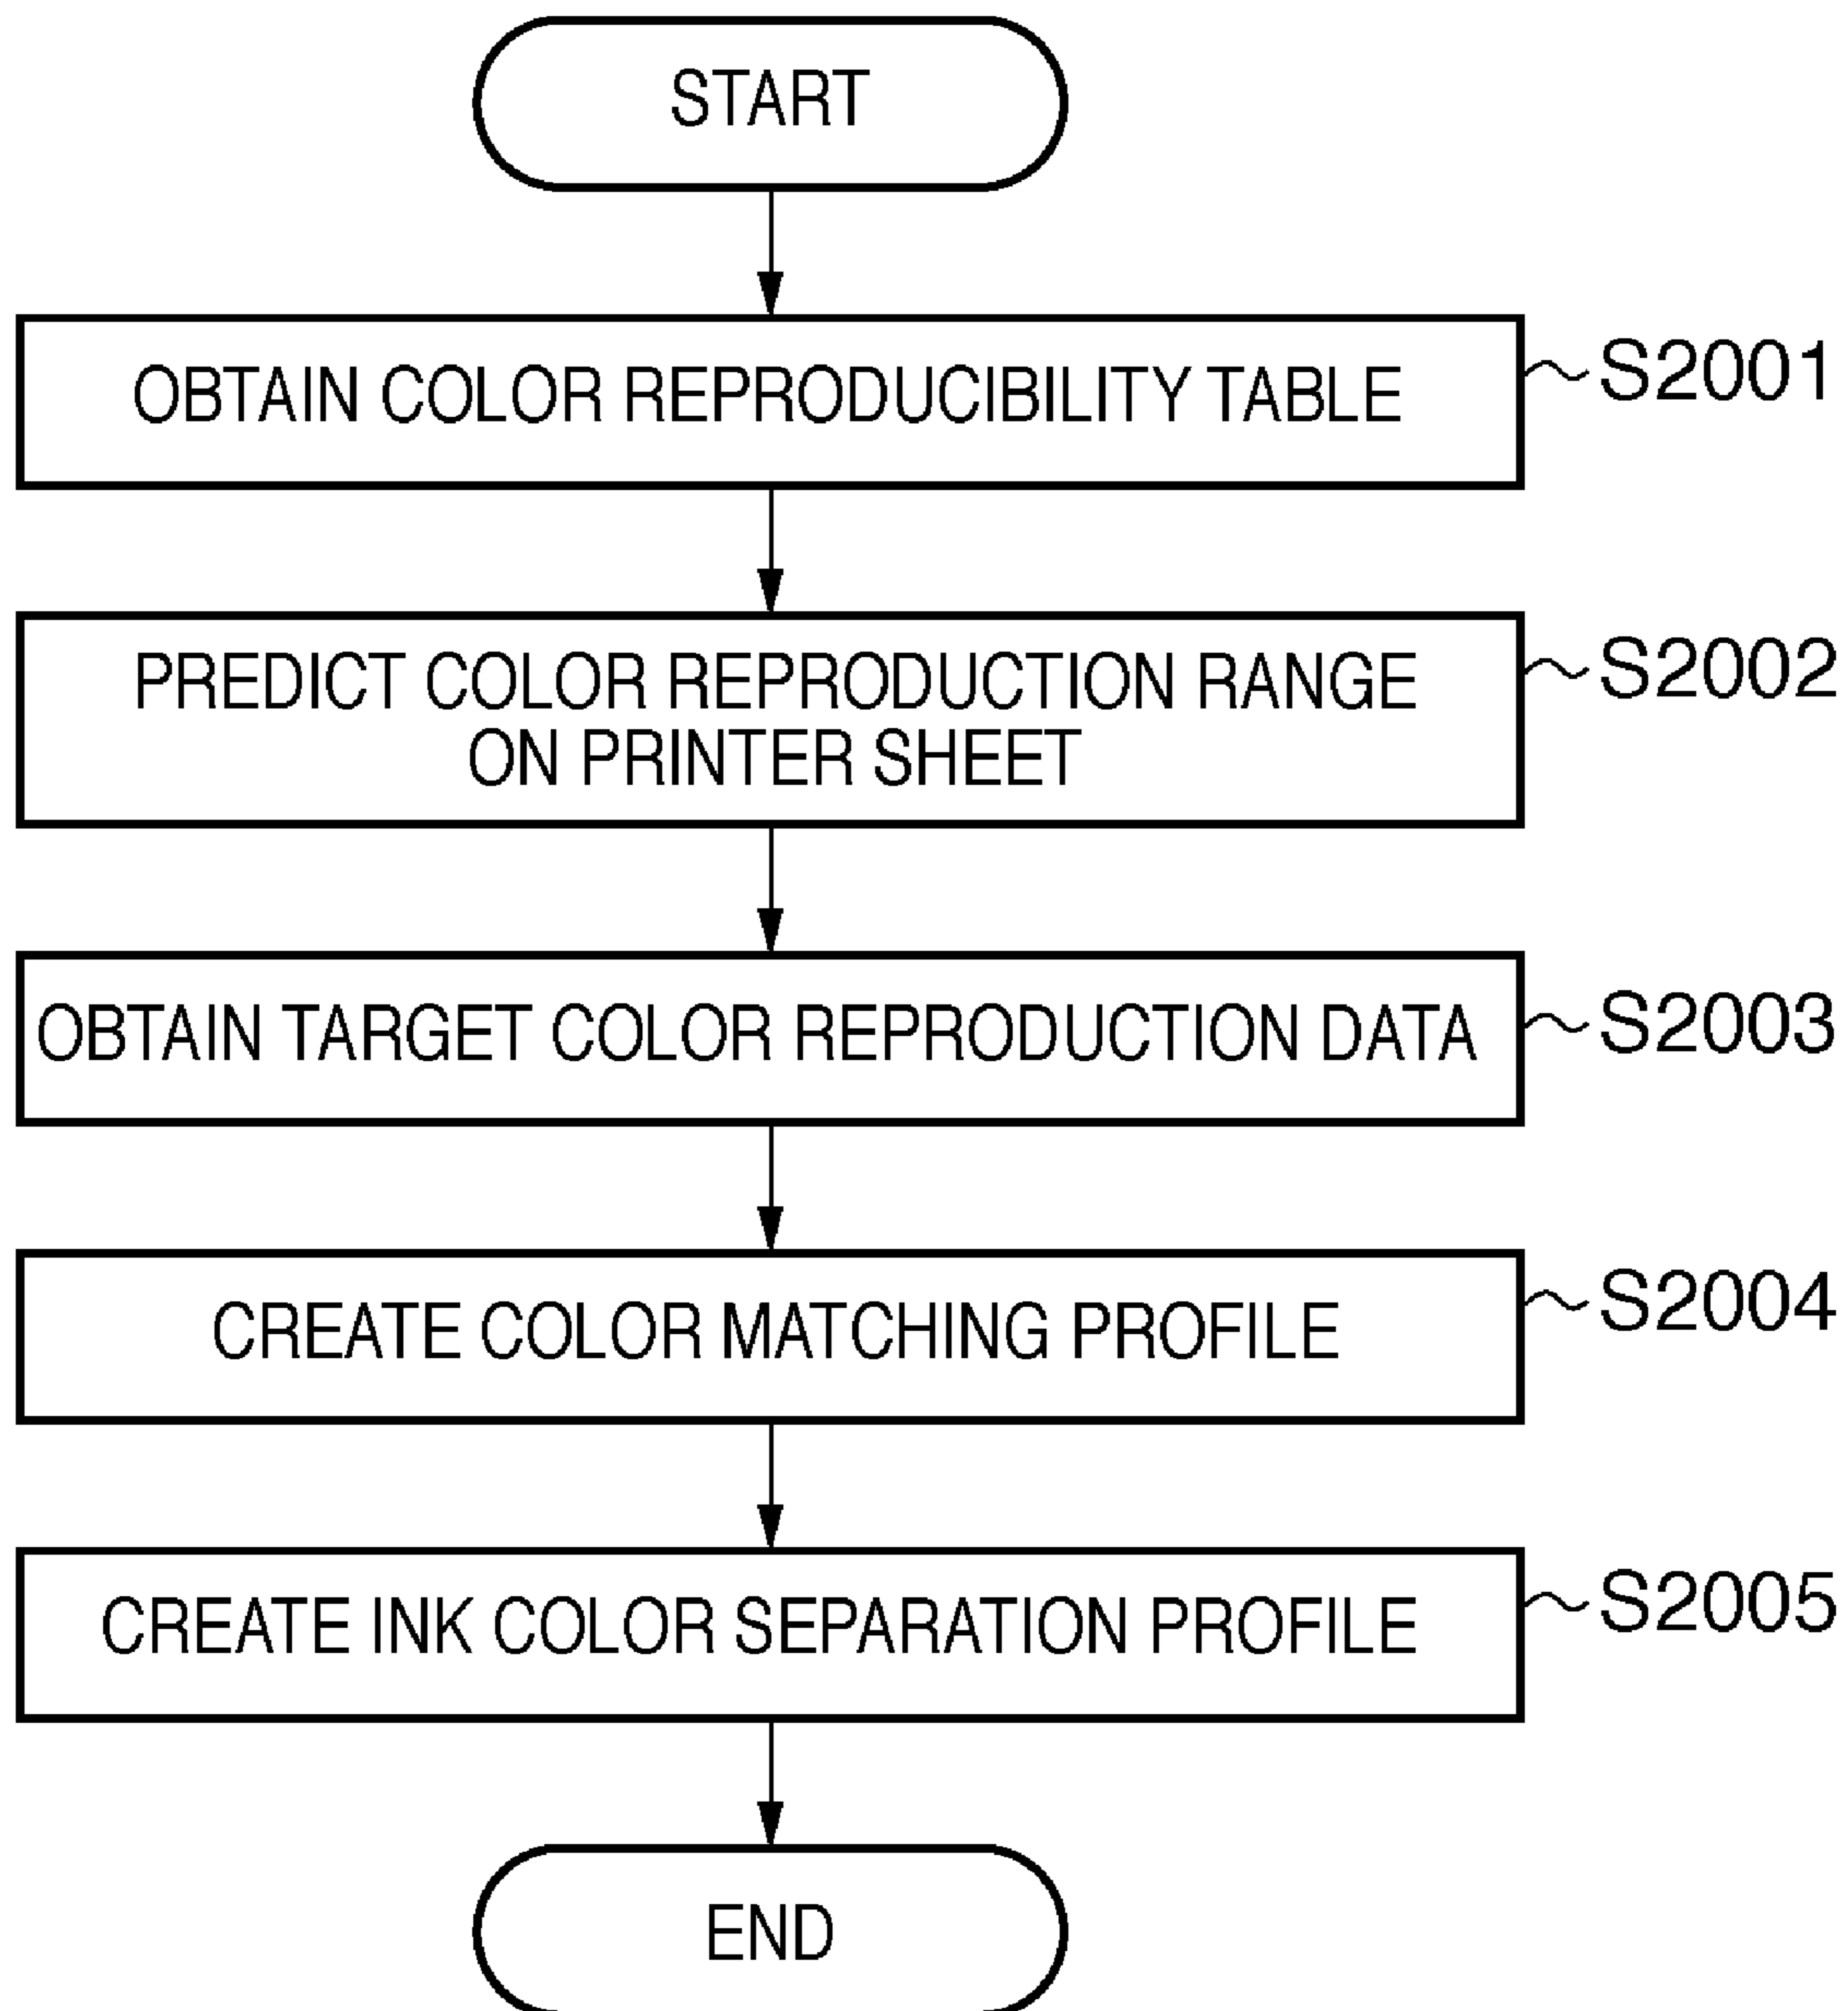 START
OBTAIN COLOR REPRODUCIBILITY TABLE
S2001
PREDICT COLOR REPRODUCTION RANGE
ON PRINTER SHEET
S2002
OBTAIN TARGET COLOR REPRODUCTION DATA
S2003
CREATE COLOR MATCHING PROFILE
S2004
CREATE INK COLOR SEPARATION PROFILE
S2005
END